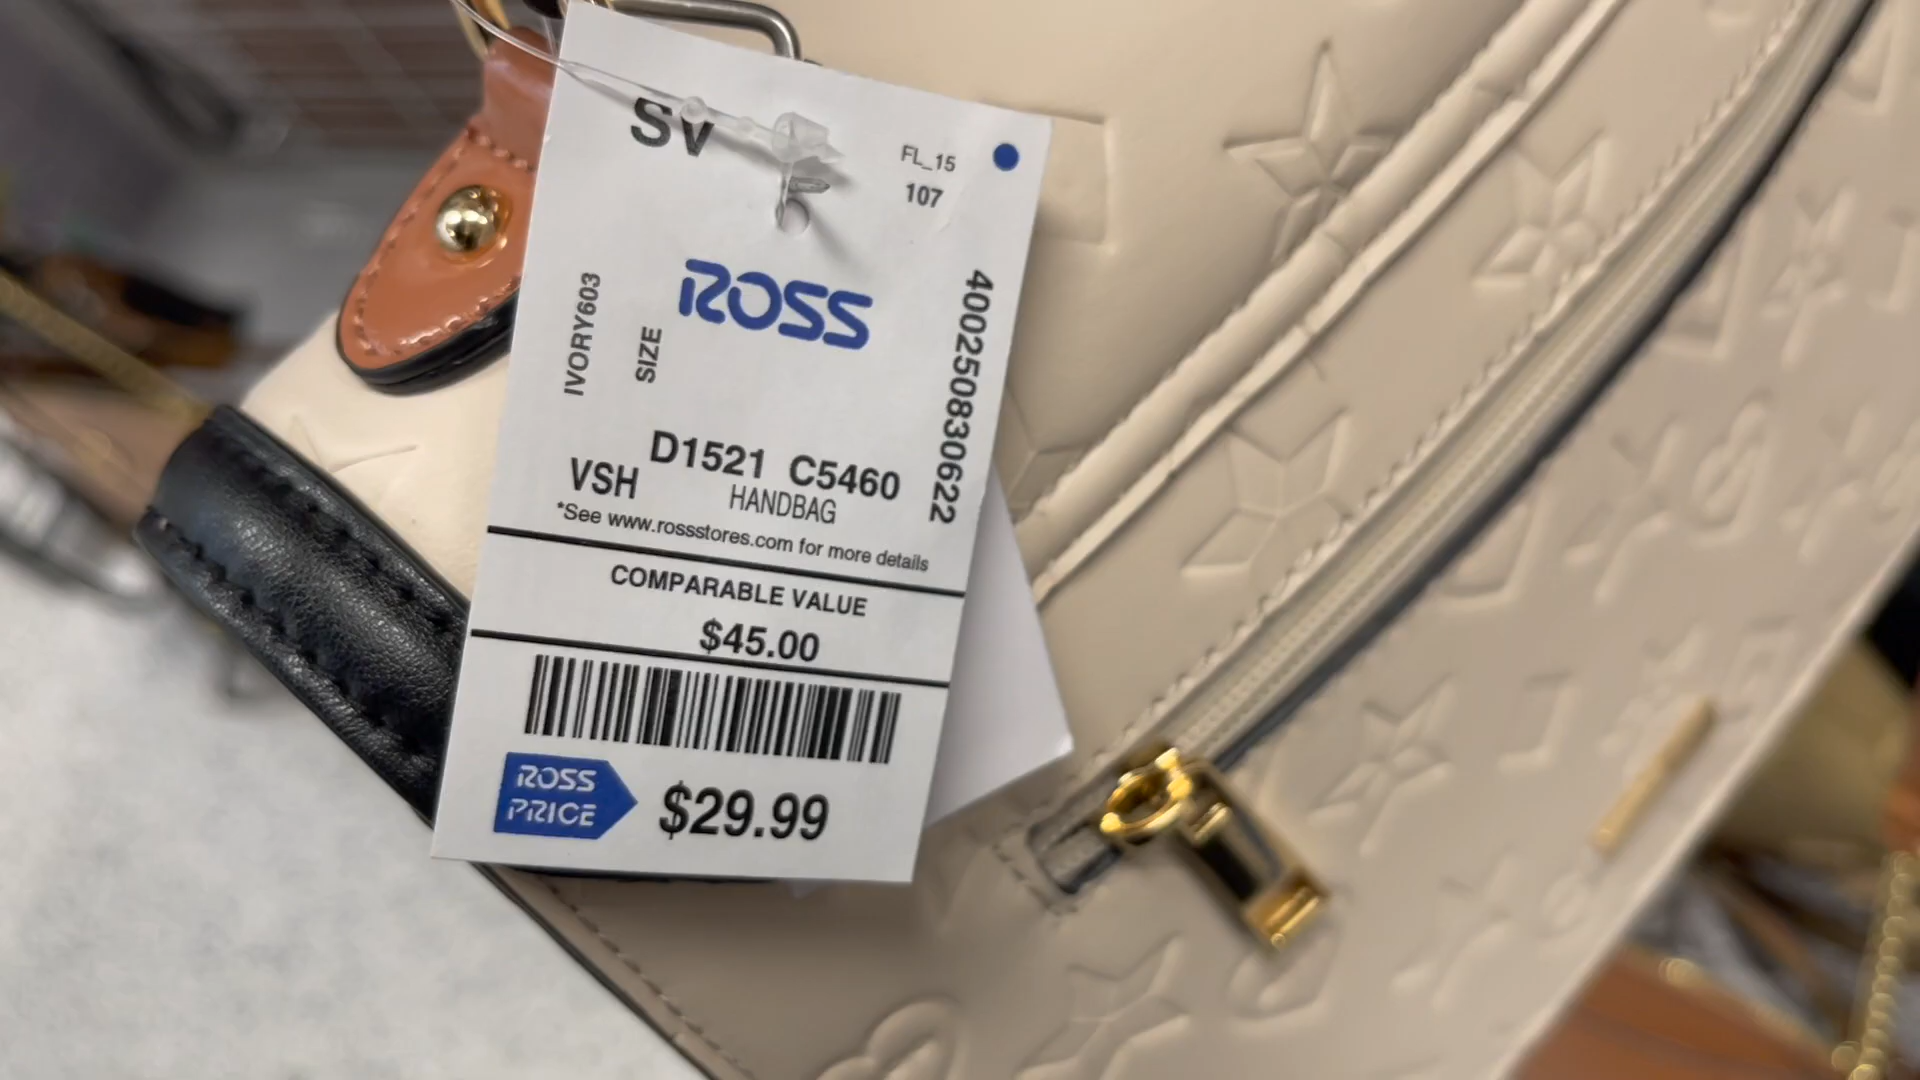 SV
FL_15
107
ROSS
IVORY603
SIZE
400250830622
D1521 C5460
VSH
HANDBAG
*See www.rossstores.com for more details
COMPARABLE VALUE
$45.00
ROSS
PRICE
$29.99